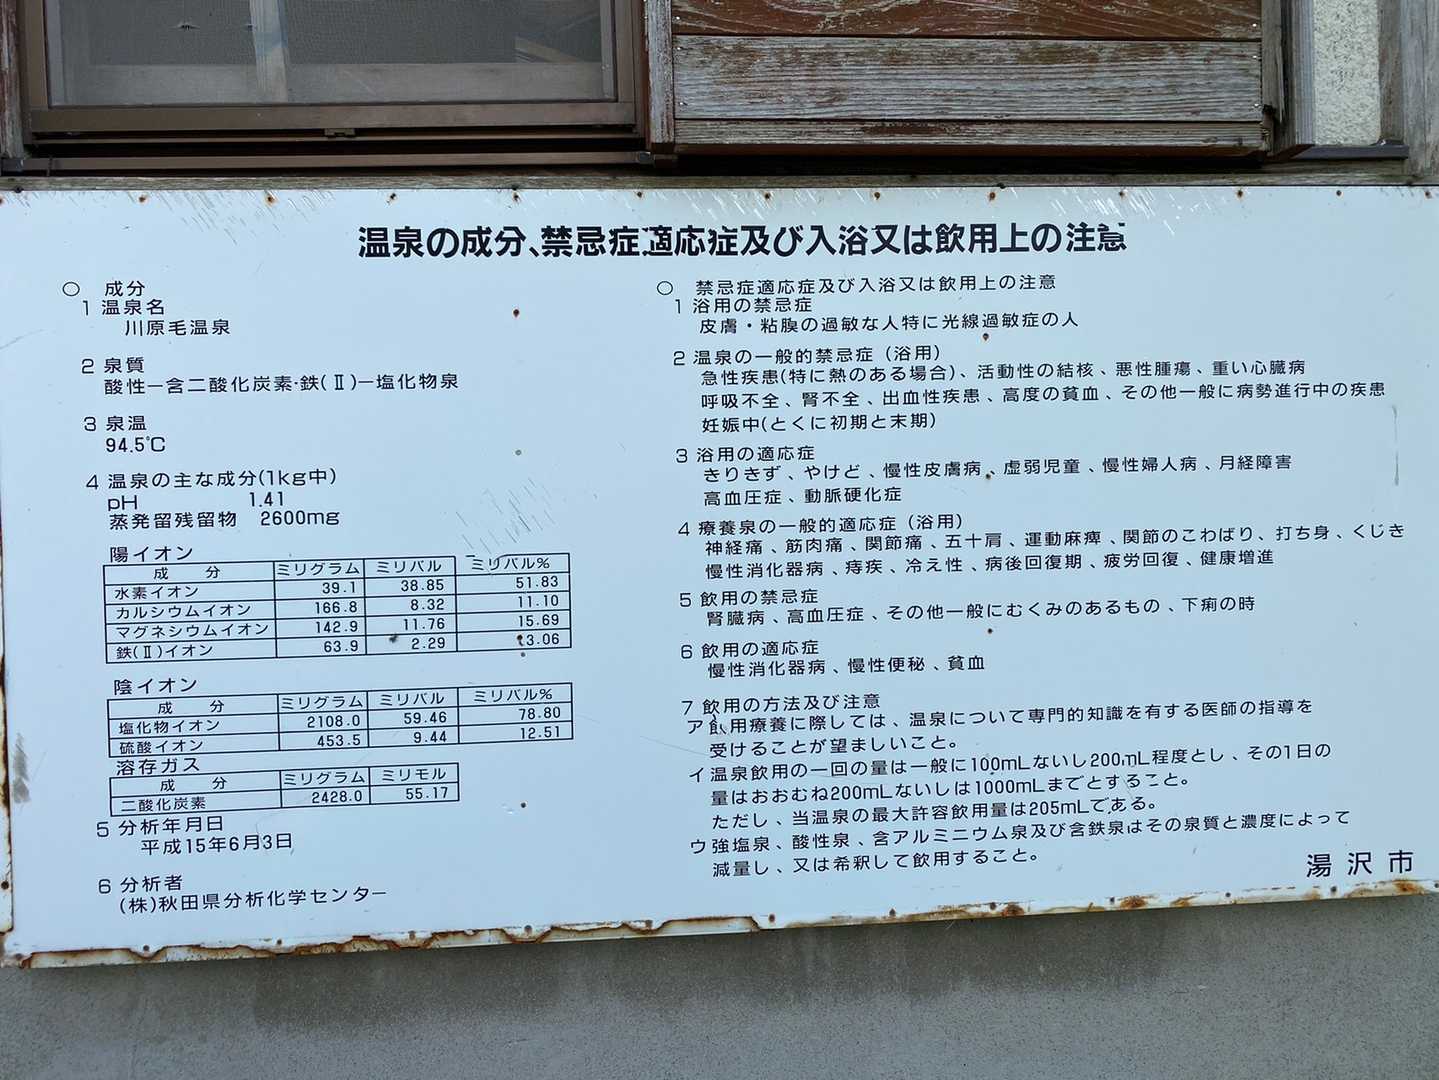 温泉の成分、禁忌症適応症及び入浴又は飲用上の注意
○ 成分
1 温泉名
川原毛温泉
2 泉質
酸性―含二酸化炭素・鉄(Ⅱ)―塩化物泉
3 泉温
94.5℃
4 温泉の主な成分(1kg中)
pH 1.41
蒸発留残留物 2600mg
陽イオン
成 分 ミリグラム ミリバル ミリバル%
水素イオン 39.1 38.85 51.83
カルシウムイオン 166.8 8.32 11.10
マグネシウムイオン 142.9 11.76 15.69
鉄(Ⅱ)イオン 63.9 2.29 3.06
陰イオン
成 分 ミリグラム ミリバル ミリバル%
塩化物イオン 2108.0 59.46 78.80
硫酸イオン 453.5 9.44 12.51
溶存ガス
成 分 ミリグラム ミリモル
二酸化炭素 2428.0 55.17
5 分析年月日
平成15年6月3日
6 分析者
(株)秋田県分析化学センター
○ 禁忌症適応症及び入浴又は飲用上の注意
1 浴用の禁忌症
皮膚・粘膜の過敏な人特に光線過敏症の人
2 温泉の一般的禁忌症(浴用)
急性疾患(特に熱のある場合)、活動性の結核、悪性腫瘍、重い心臓病
呼吸不全、腎不全、出血性疾患、高度の貧血、その他一般に病勢進行中の疾患
妊娠中(とくに初期と末期)
3 浴用の適応症
きりきず、やけど、慢性皮膚病、虚弱児童、慢性婦人病、月経障害
高血圧症、動脈硬化症
4 療養泉の一般的適応症(浴用)
神経痛、筋肉痛、関節痛、五十肩、運動麻痺、関節のこわばり、打ち身、くじき
慢性消化器病、痔疾、冷え性、病後回復期、疲労回復、健康増進
5 飲用の禁忌症
腎臓病、高血圧症、その他一般にむくみのあるもの、下痢の時
6 飲用の適応症
慢性消化器病、慢性便秘、貧血
7 飲用の方法及び注意
ア 飲用療養に際しては、温泉について専門的知識を有する医師の指導を
受けることが望ましいこと。
イ 温泉飲用の一回の量は一般に100mLないし200mL程度とし、その1日の
量はおおむね200mLないしは1000mLまでとすること。
ただし、当温泉の最大許容飲用量は205mLである。
ウ 強塩泉、酸性泉、含アルミニウム泉及び含鉄泉はその泉質と濃度によって
減量し、又は希釈して飲用すること。
湯沢市